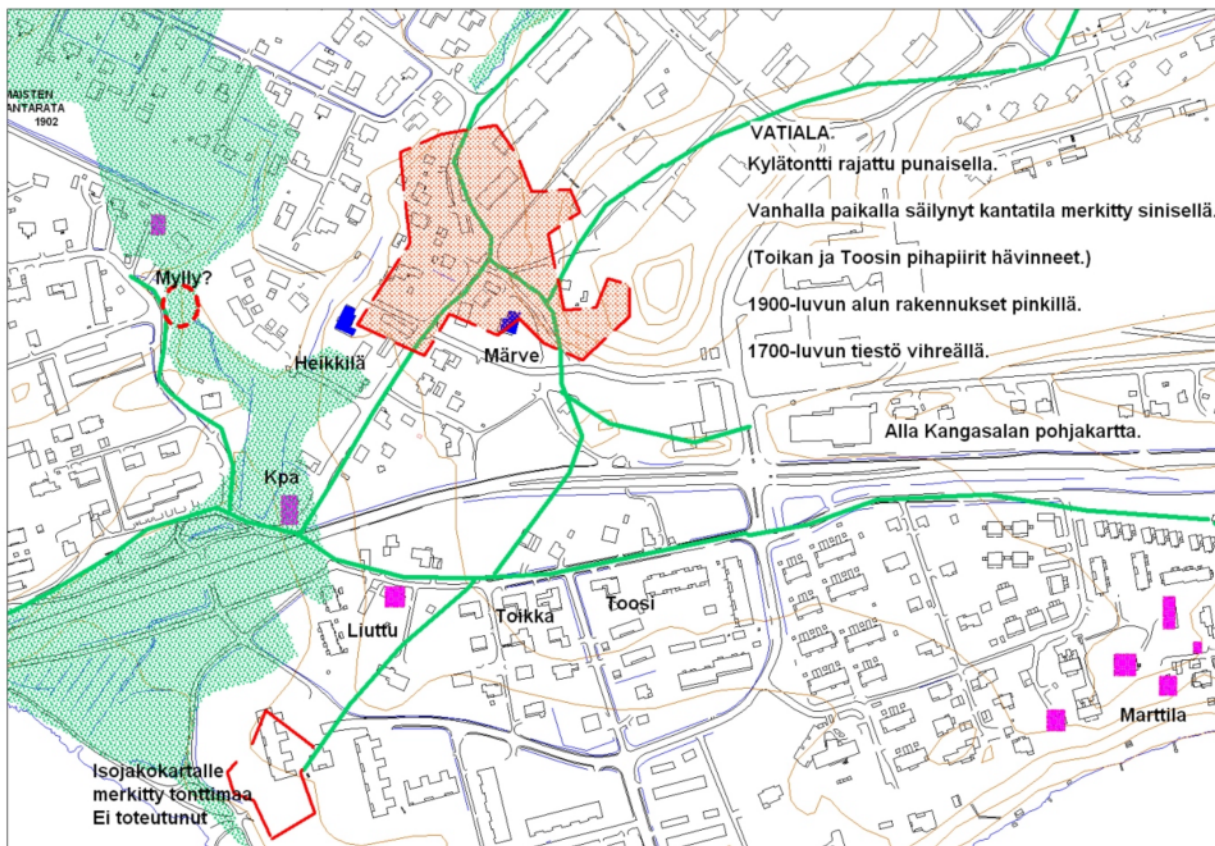 MAISTEN
ANTARATA
1902
VATIALA.
Kylätontti rajattu punaisella.
Vanhalla paikalla säilynyt kantatila merkitty sinisellä.
(Toikan ja Toosin pihapiirit hävinneet.)
1900-luvun alun rakennukset pinkillä.
1700-luvun tiestö vihreällä.
Alla Kangasalan pohjakartta.
Mylly?
Heikkilä
Märve
Kpa
Liuttu
Toikka
Toosi
Marttila
Isojakokartalle
merkitty tonttimaa
Ei toteutunut